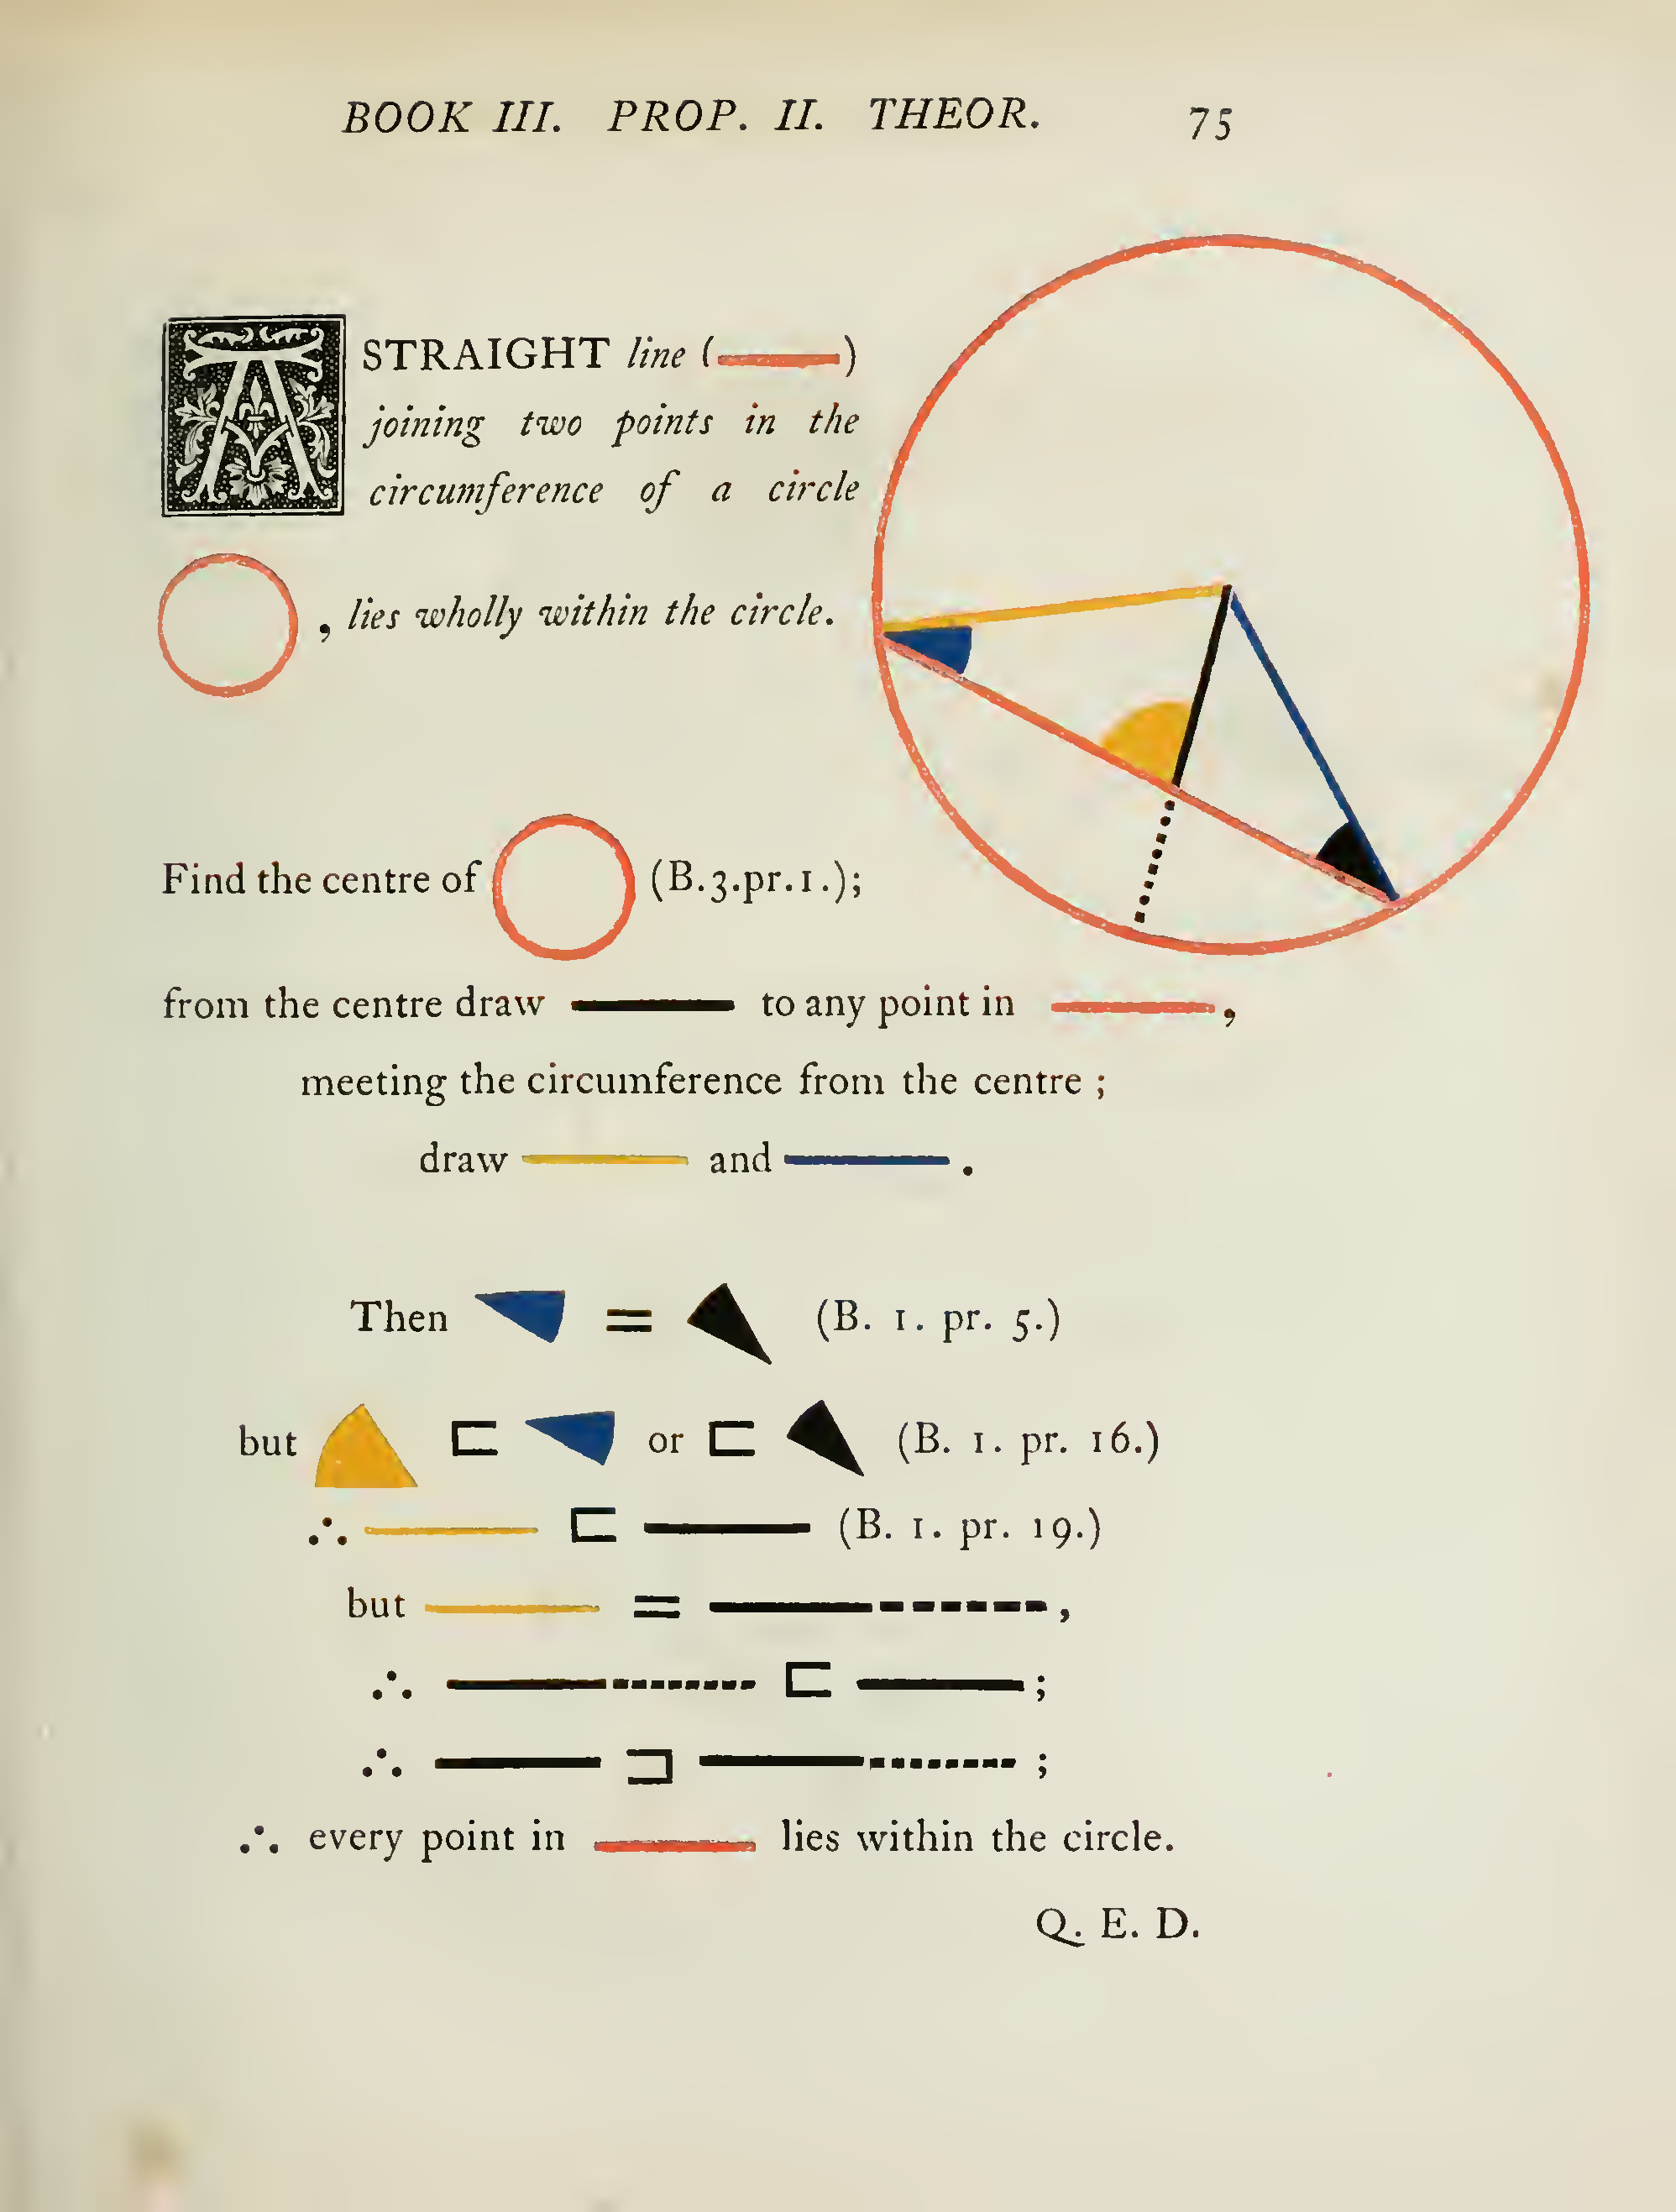 BOOK III. PROP. II. THEOR. 75
A STRAIGHT line ( )
joining two points in the
circumference of a circle
, lies wholly within the circle.
Find the centre of (B.3.pr.1.);
from the centre draw to any point in ,
meeting the circumference from the centre ;
draw and .
Then = (B. 1. pr. 5.)
but ⊏ or ⊏ (B. 1. pr. 16.)
∴ ⊏ (B. 1. pr. 19.)
but = ,
∴ ⊏ ;
∴ ⊐ ;
∴ every point in lies within the circle.
Q. E. D.